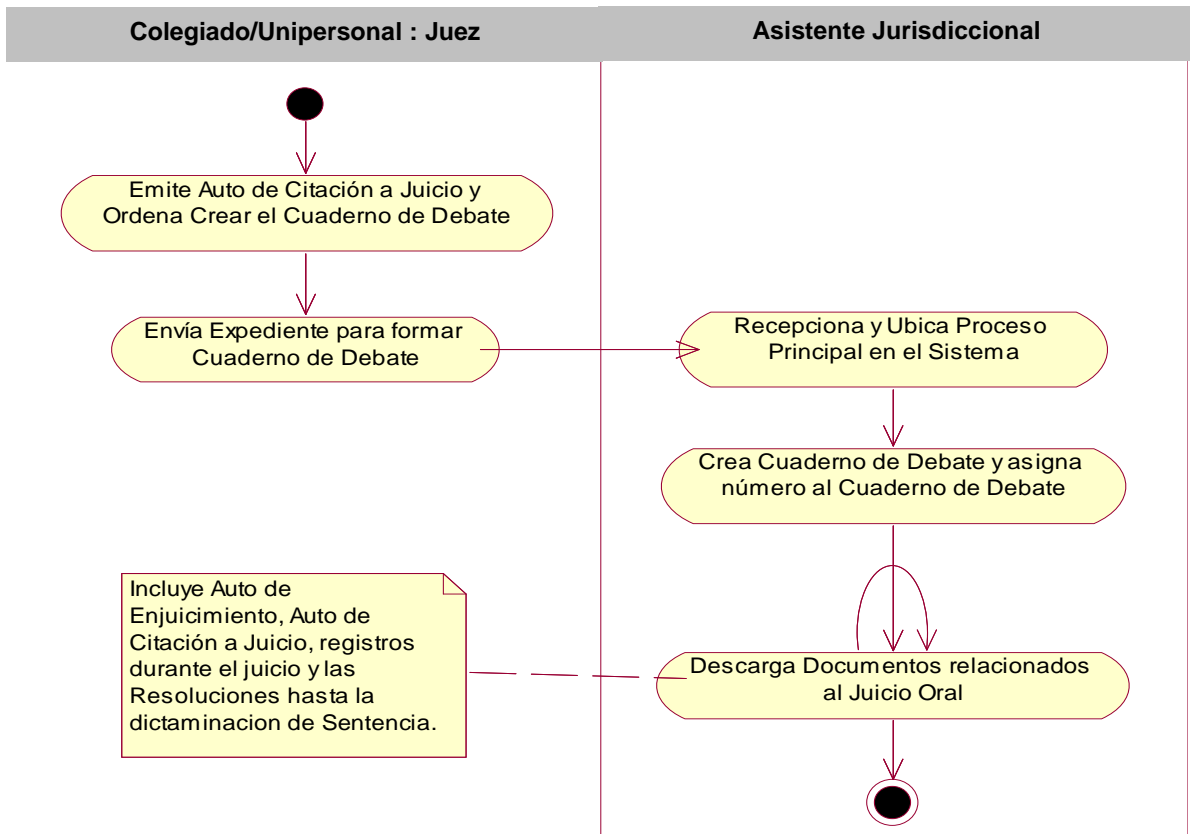 Colegiado/Unipersonal : Juez
Asistente Jurisdiccional
Emite Auto de Citación a Juicio y
Ordena Crear el Cuaderno de Debate
Envía Expediente para formar
Cuaderno de Debate
Recepciona y Ubica Proceso
Principal en el Sistema
Crea Cuaderno de Debate y asigna
número al Cuaderno de Debate
Incluye Auto de
Enjuicimiento, Auto de
Citación a Juicio, registros
durante el juicio y las
Resoluciones hasta la
dictaminacion de Sentencia.
Descarga Documentos relacionados
al Juicio Oral